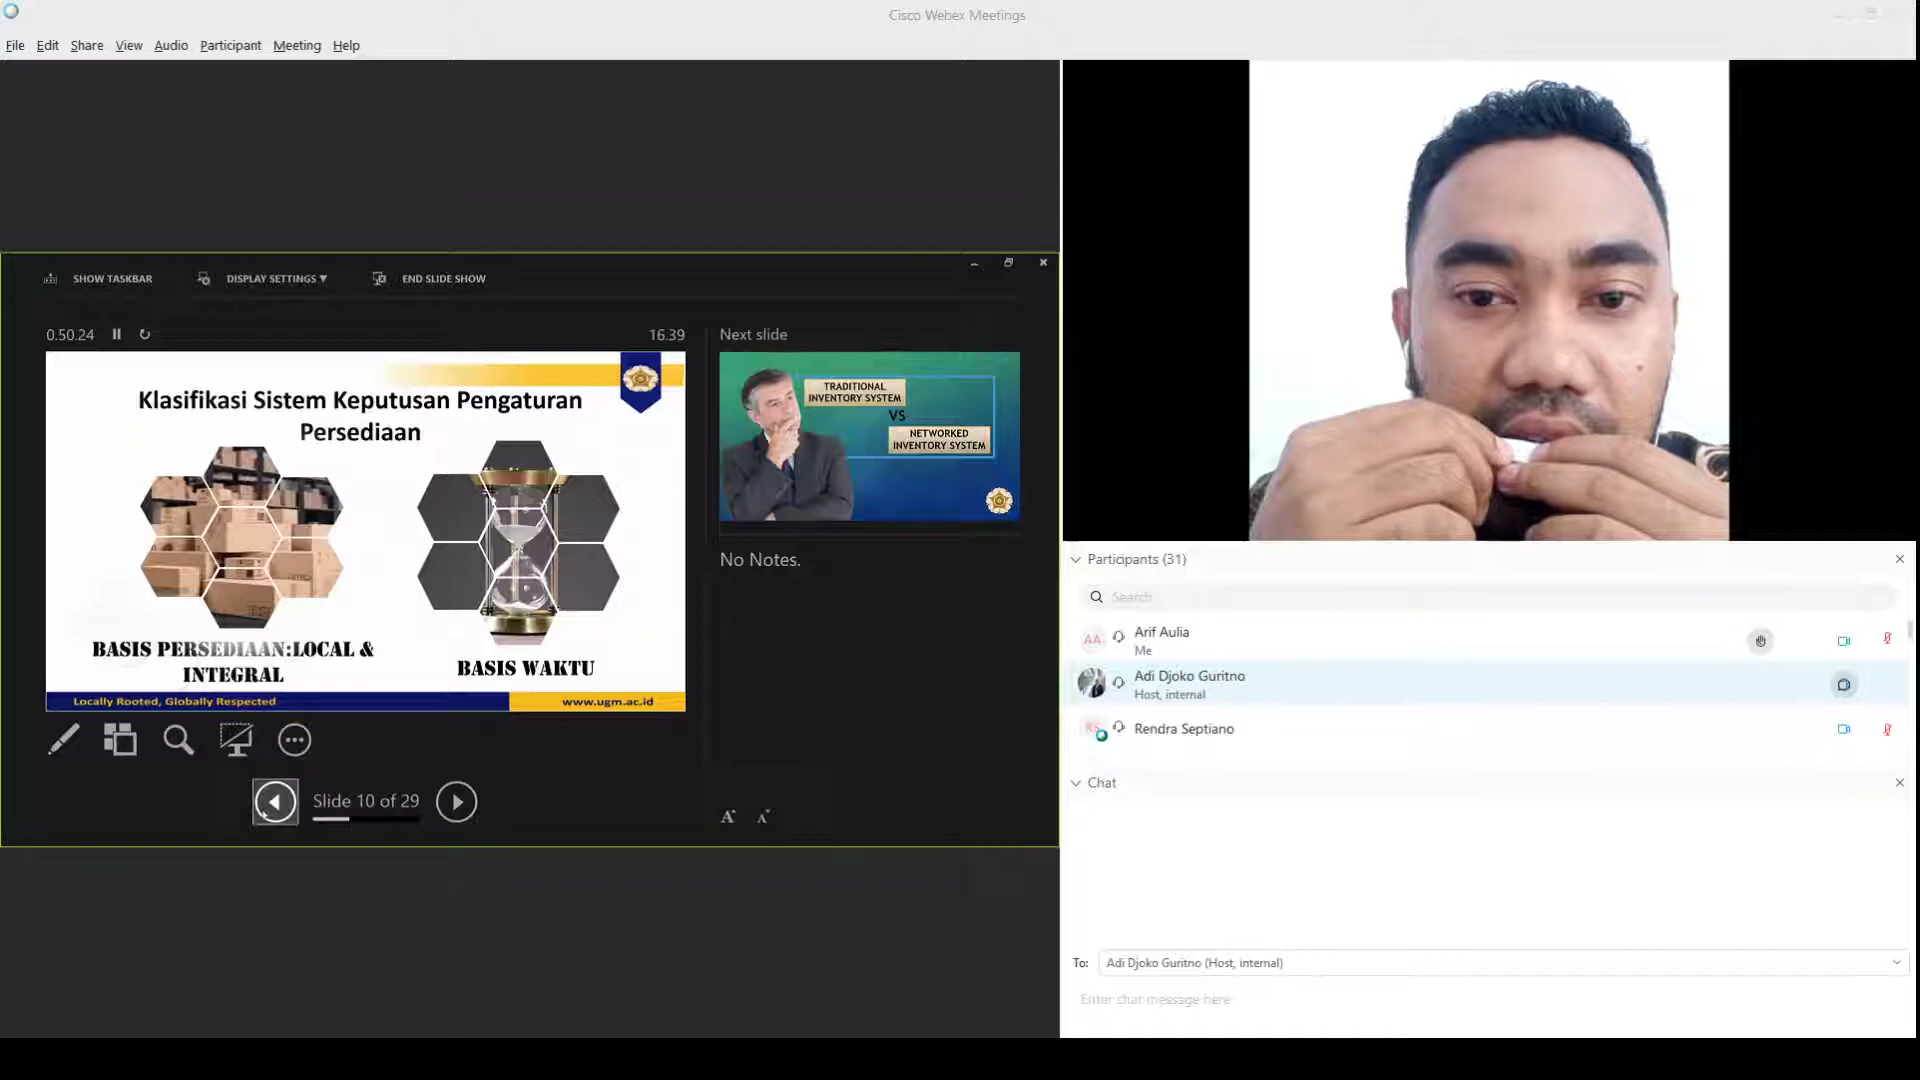 Cisco Webex Meetings
File Edit Share View Audio Participant Meeting Help
SHOW TASKBAR DISPLAY SETTINGS ▼ END SLIDE SHOW
0.50.24 16.39
Klasifikasi Sistem Keputusan Pengaturan
Persediaan
BASIS PERSEDIAAN:LOCAL &
INTEGRAL
BASIS WAKTU
Locally Rooted, Globally Respected www.ugm.ac.id
Slide 10 of 29
Next slide
TRADITIONAL
INVENTORY SYSTEM
VS
NETWORKED
INVENTORY SYSTEM
No Notes.
A A
Participants (31)
Search
AA Arif Aulia
Me
Adi Djoko Guritno
Host, internal
RS Rendra Septiano
Chat
To: Adi Djoko Guritno (Host, internal)
Enter chat message here